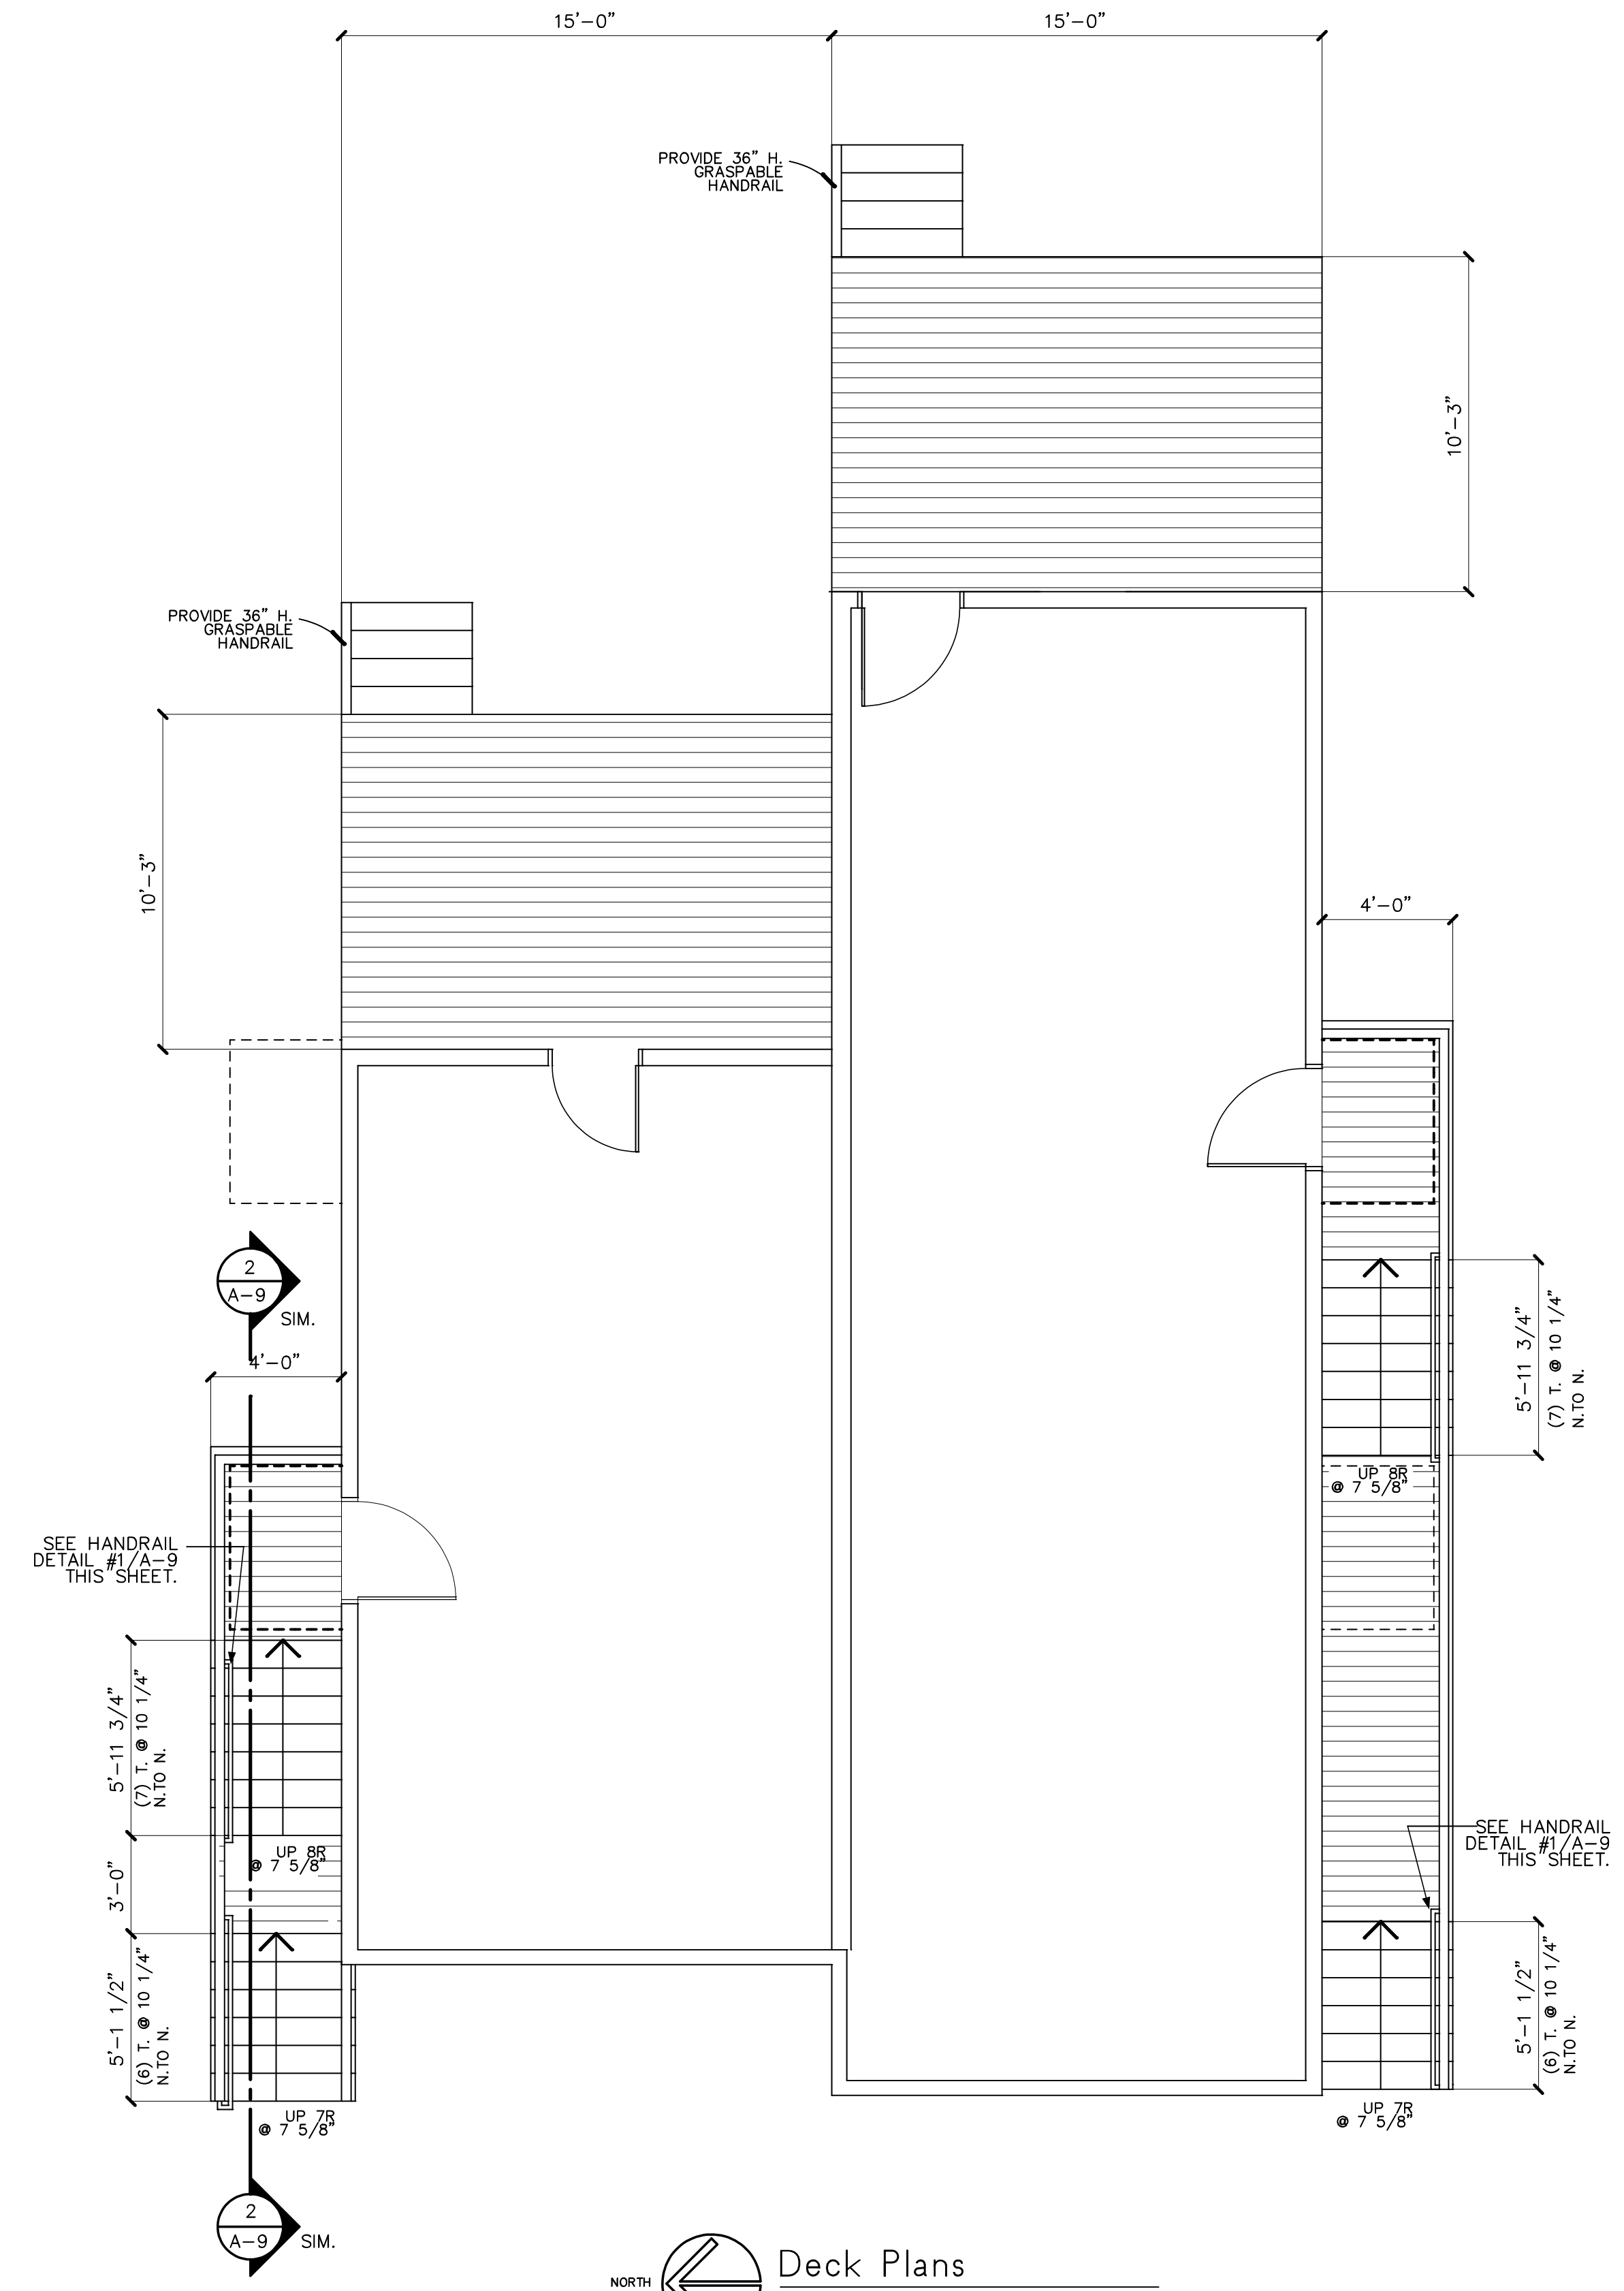 15'-0"
15'-0"
PROVIDE 36" H.
GRASPABLE
HANDRAIL
10'-3"
PROVIDE 36" H.
GRASPABLE
HANDRAIL
10'-3"
4'-0"
2
A-9
SIM.
4'-0"
5'-11 3/4"
(7) T. @ 10 1/4"
N.TO N.
UP 8R
@ 7 5/8"
SEE HANDRAIL
DETAIL #1/A-9
THIS SHEET.
5'-11 3/4"
(7) T. @ 10 1/4"
N.TO N.
UP 8R
@ 7 5/8"
3'-0"
SEE HANDRAIL
DETAIL #1/A-9
THIS SHEET.
5'-1 1/2"
(6) T. @ 10 1/4"
N.TO N.
5'-1 1/2"
(6) T. @ 10 1/4"
N.TO N.
UP 7R
@ 7 5/8"
UP 7R
@ 7 5/8"
2
A-9
SIM.
NORTH
Deck Plans